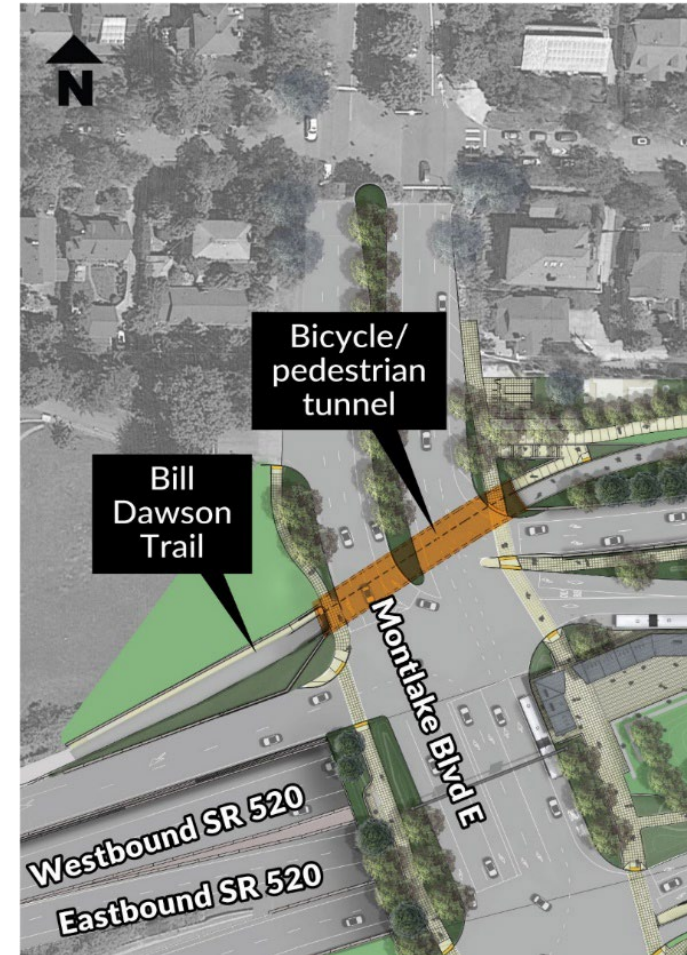 N
Bicycle/
pedestrian
tunnel
Bill
Dawson
Trail
Montlake Blvd E
Westbound SR 520
Eastbound SR 520